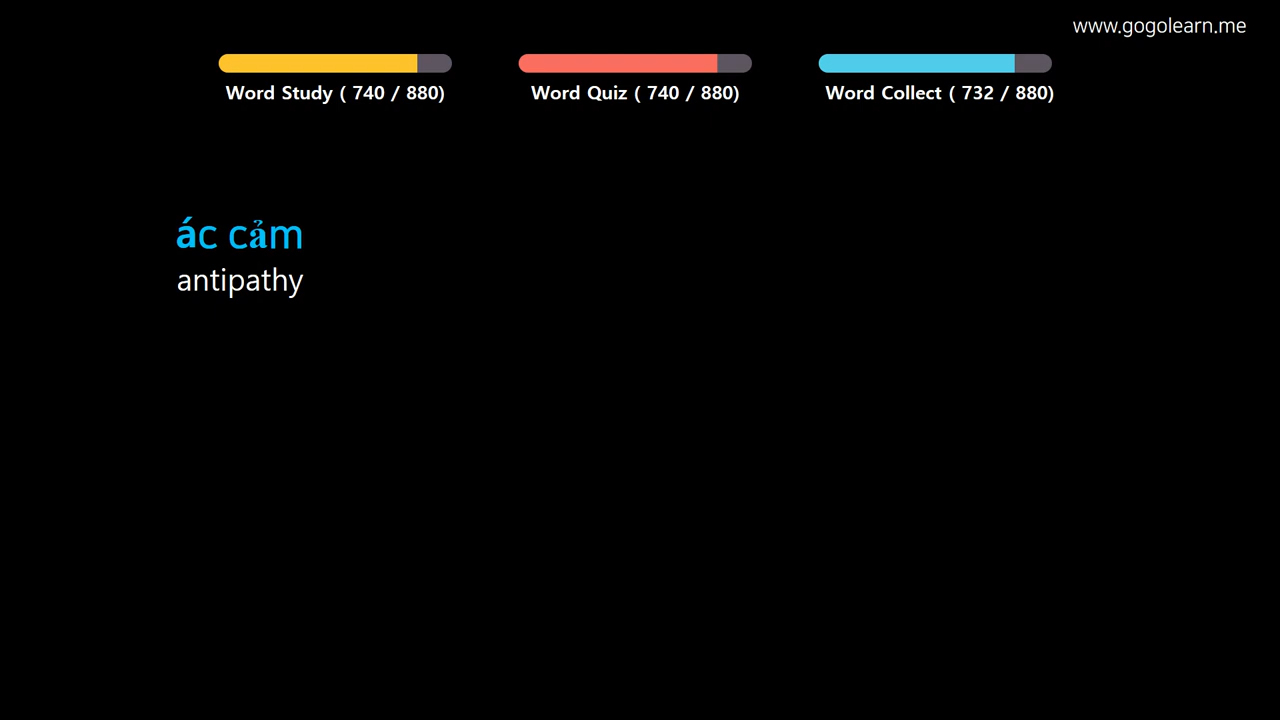 www.gogolearn.me
Word Study ( 740 / 880)
Word Quiz ( 740 / 880)
Word Collect ( 732 / 880)
ác cảm
antipathy